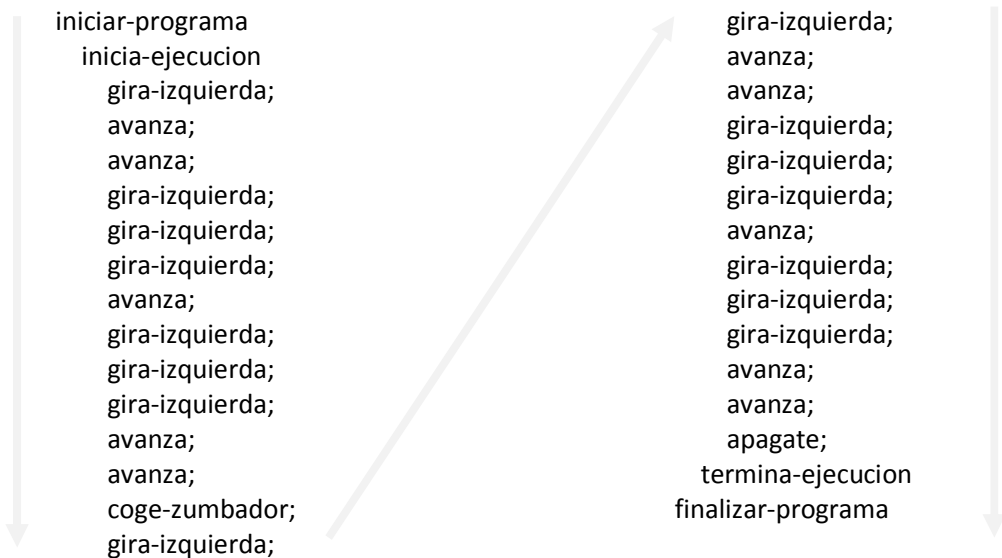 iniciar-programa
inicia-ejecucion
gira-izquierda;
avanza;
avanza;
gira-izquierda;
gira-izquierda;
gira-izquierda;
avanza;
gira-izquierda;
gira-izquierda;
gira-izquierda;
avanza;
avanza;
coge-zumbador;
gira-izquierda;
gira-izquierda;
avanza;
avanza;
gira-izquierda;
gira-izquierda;
gira-izquierda;
avanza;
gira-izquierda;
gira-izquierda;
gira-izquierda;
avanza;
avanza;
apagate;
termina-ejecucion
finalizar-programa